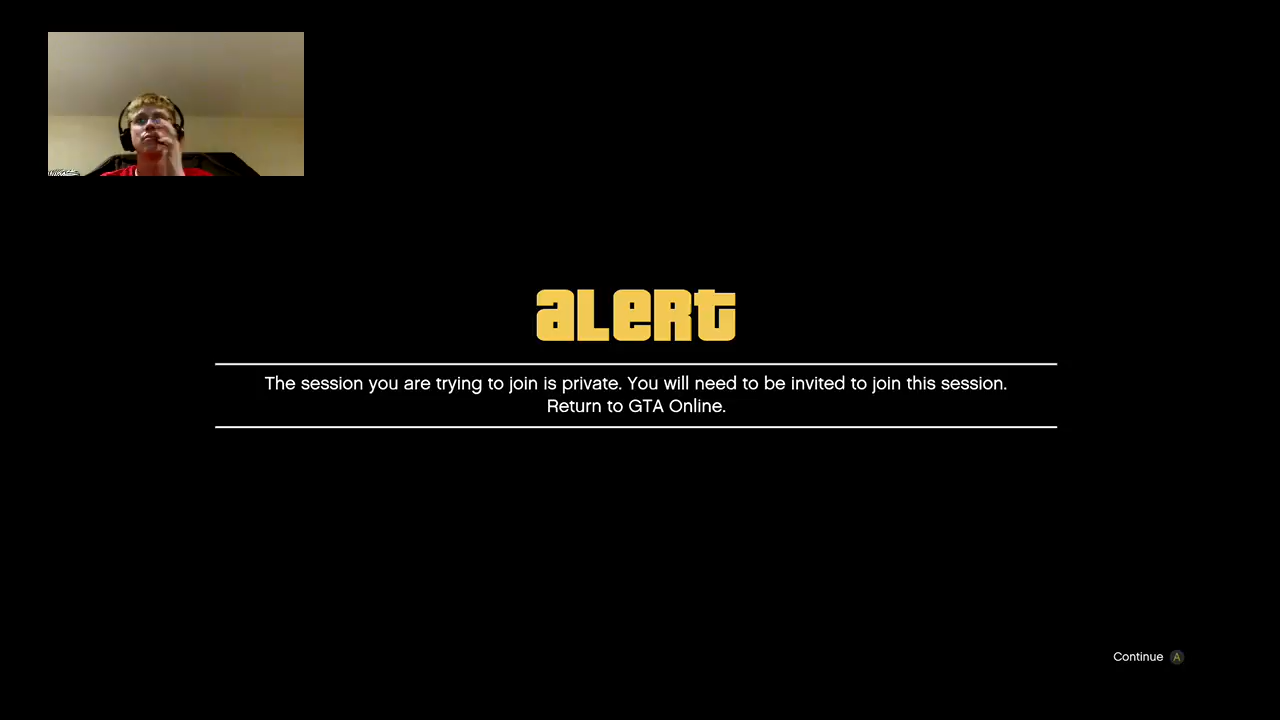 alert
The session you are trying to join is private. You will need to be invited to join this session.
Return to GTA Online.
Continue A